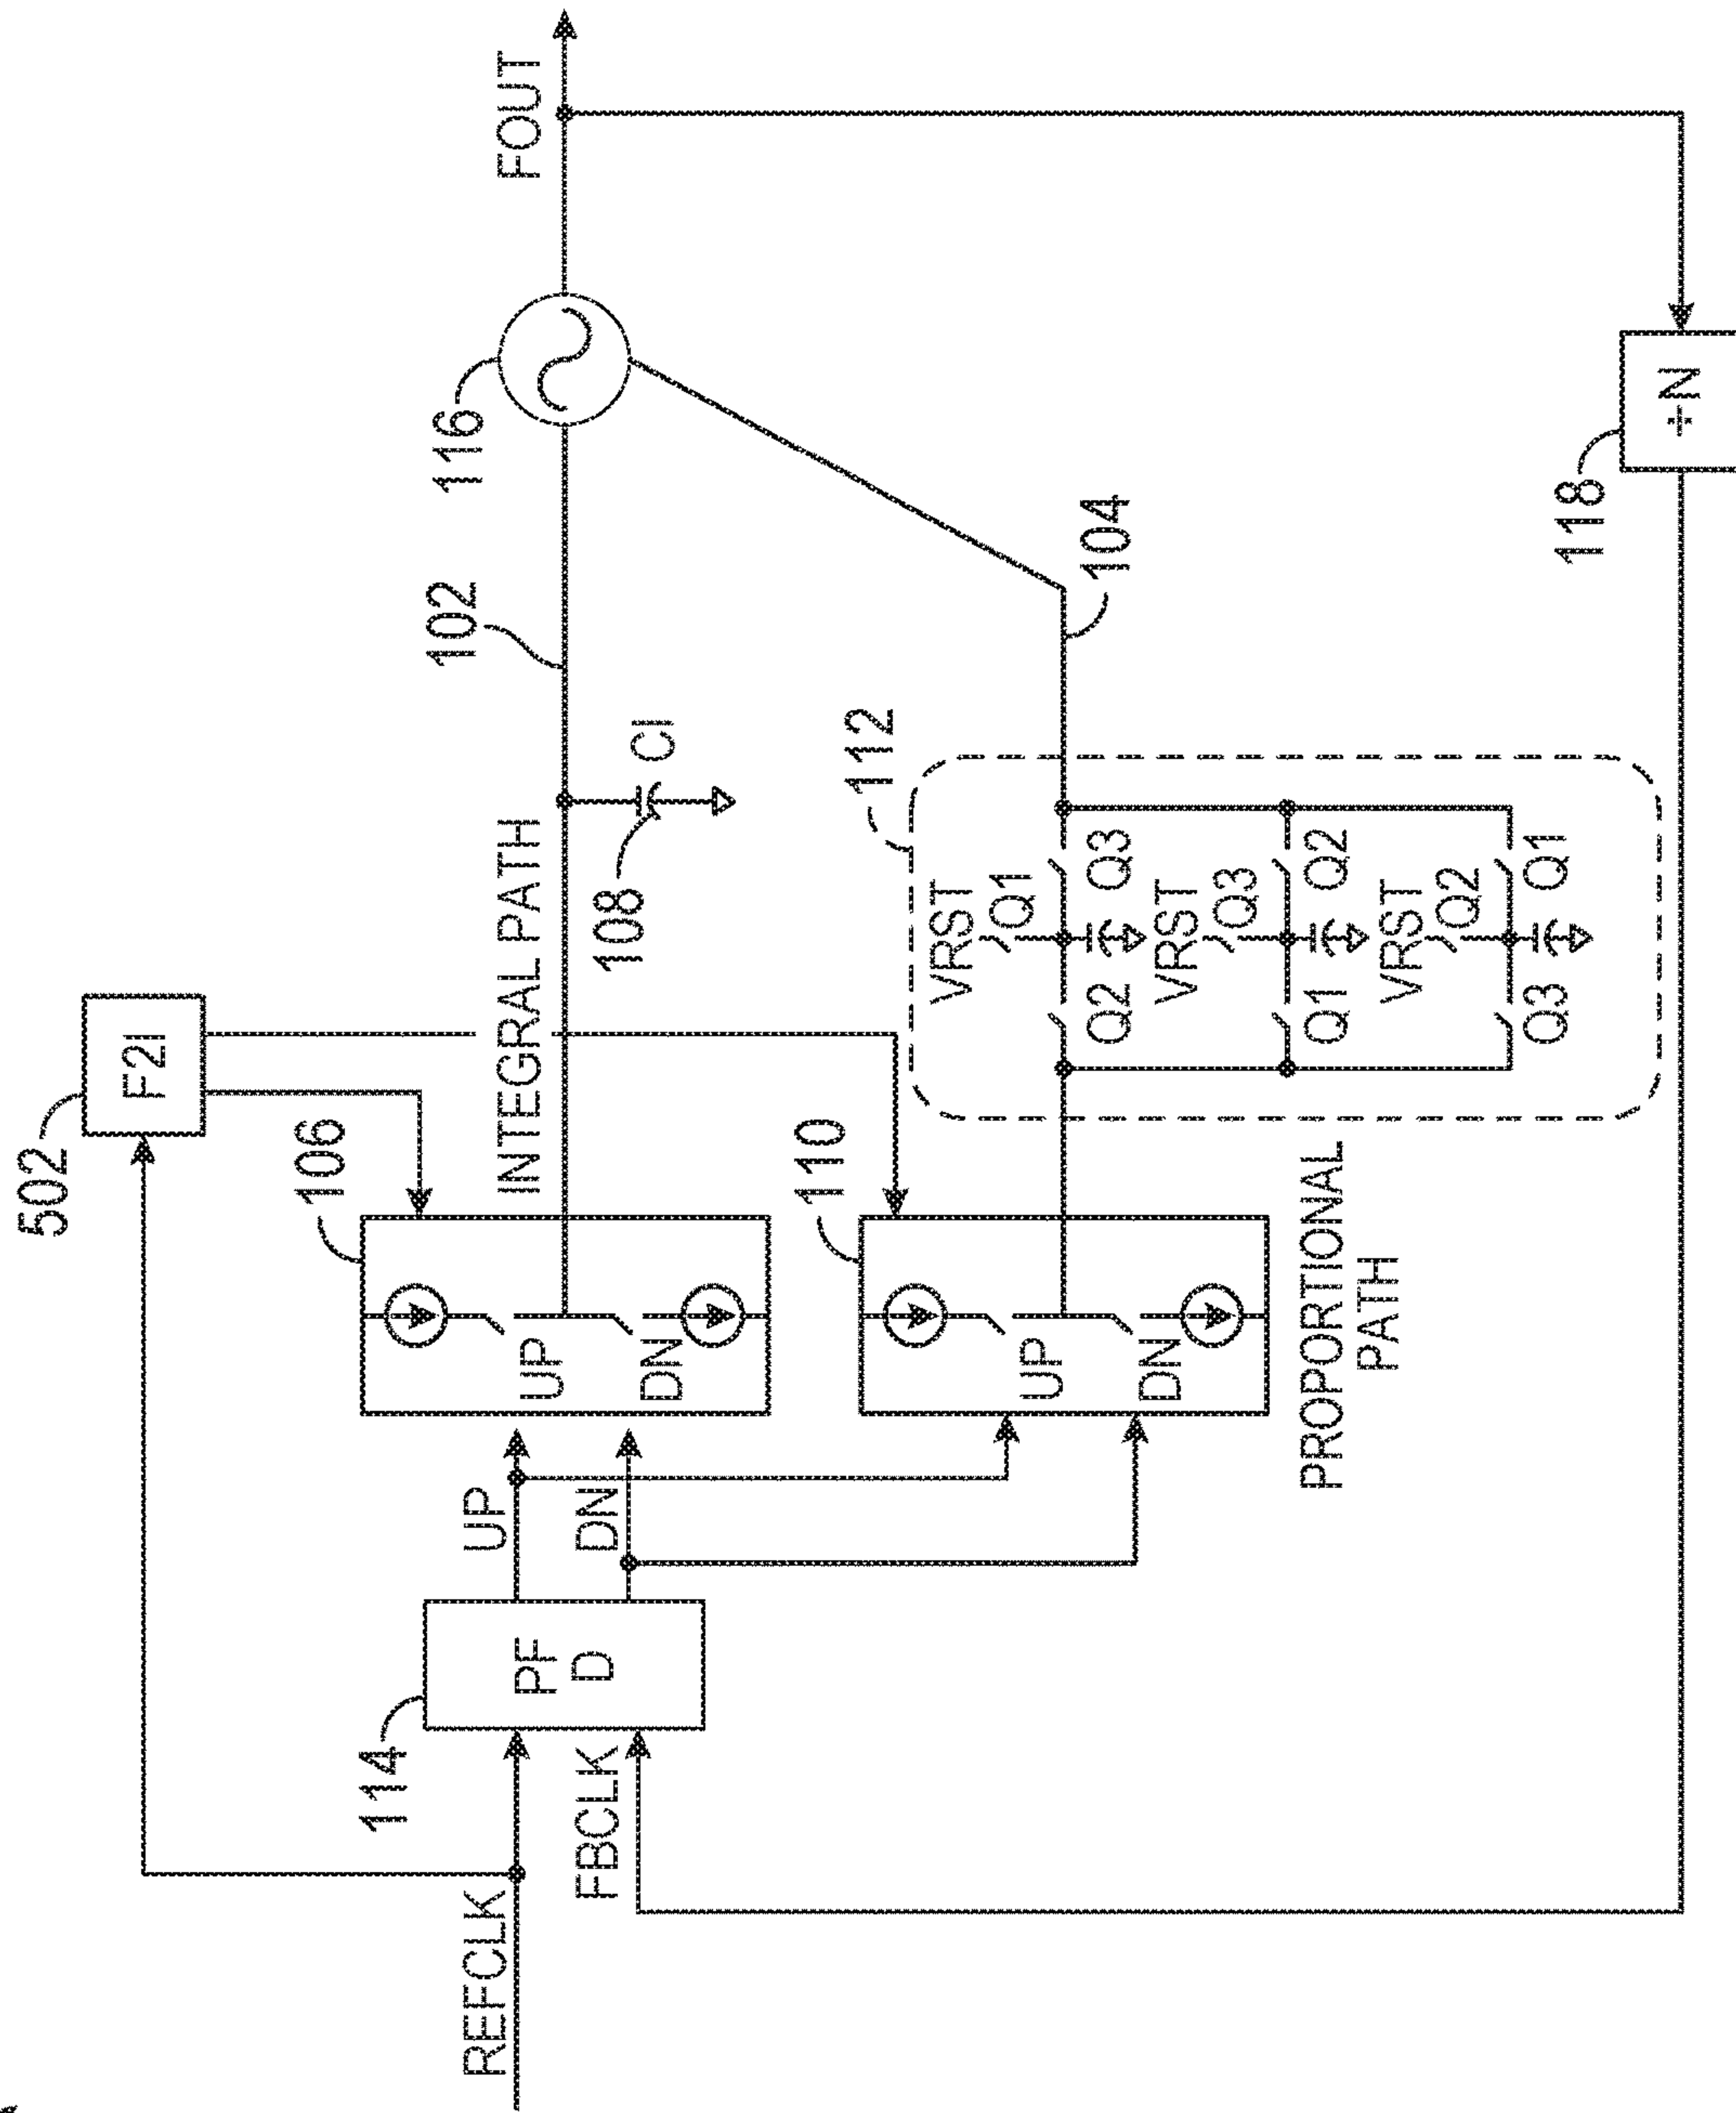 502
F2I
REFCLK
FBCLK
114
PF
D
UP
DN
106
UP
DN
INTEGRAL PATH
108
CI
102
116
FOUT
110
UP
DN
PROPORTIONAL
PATH
112
VRST
Q1
Q2
Q3
VRST
Q3
Q1
Q2
VRST
Q2
Q3
Q1
104
118
÷N